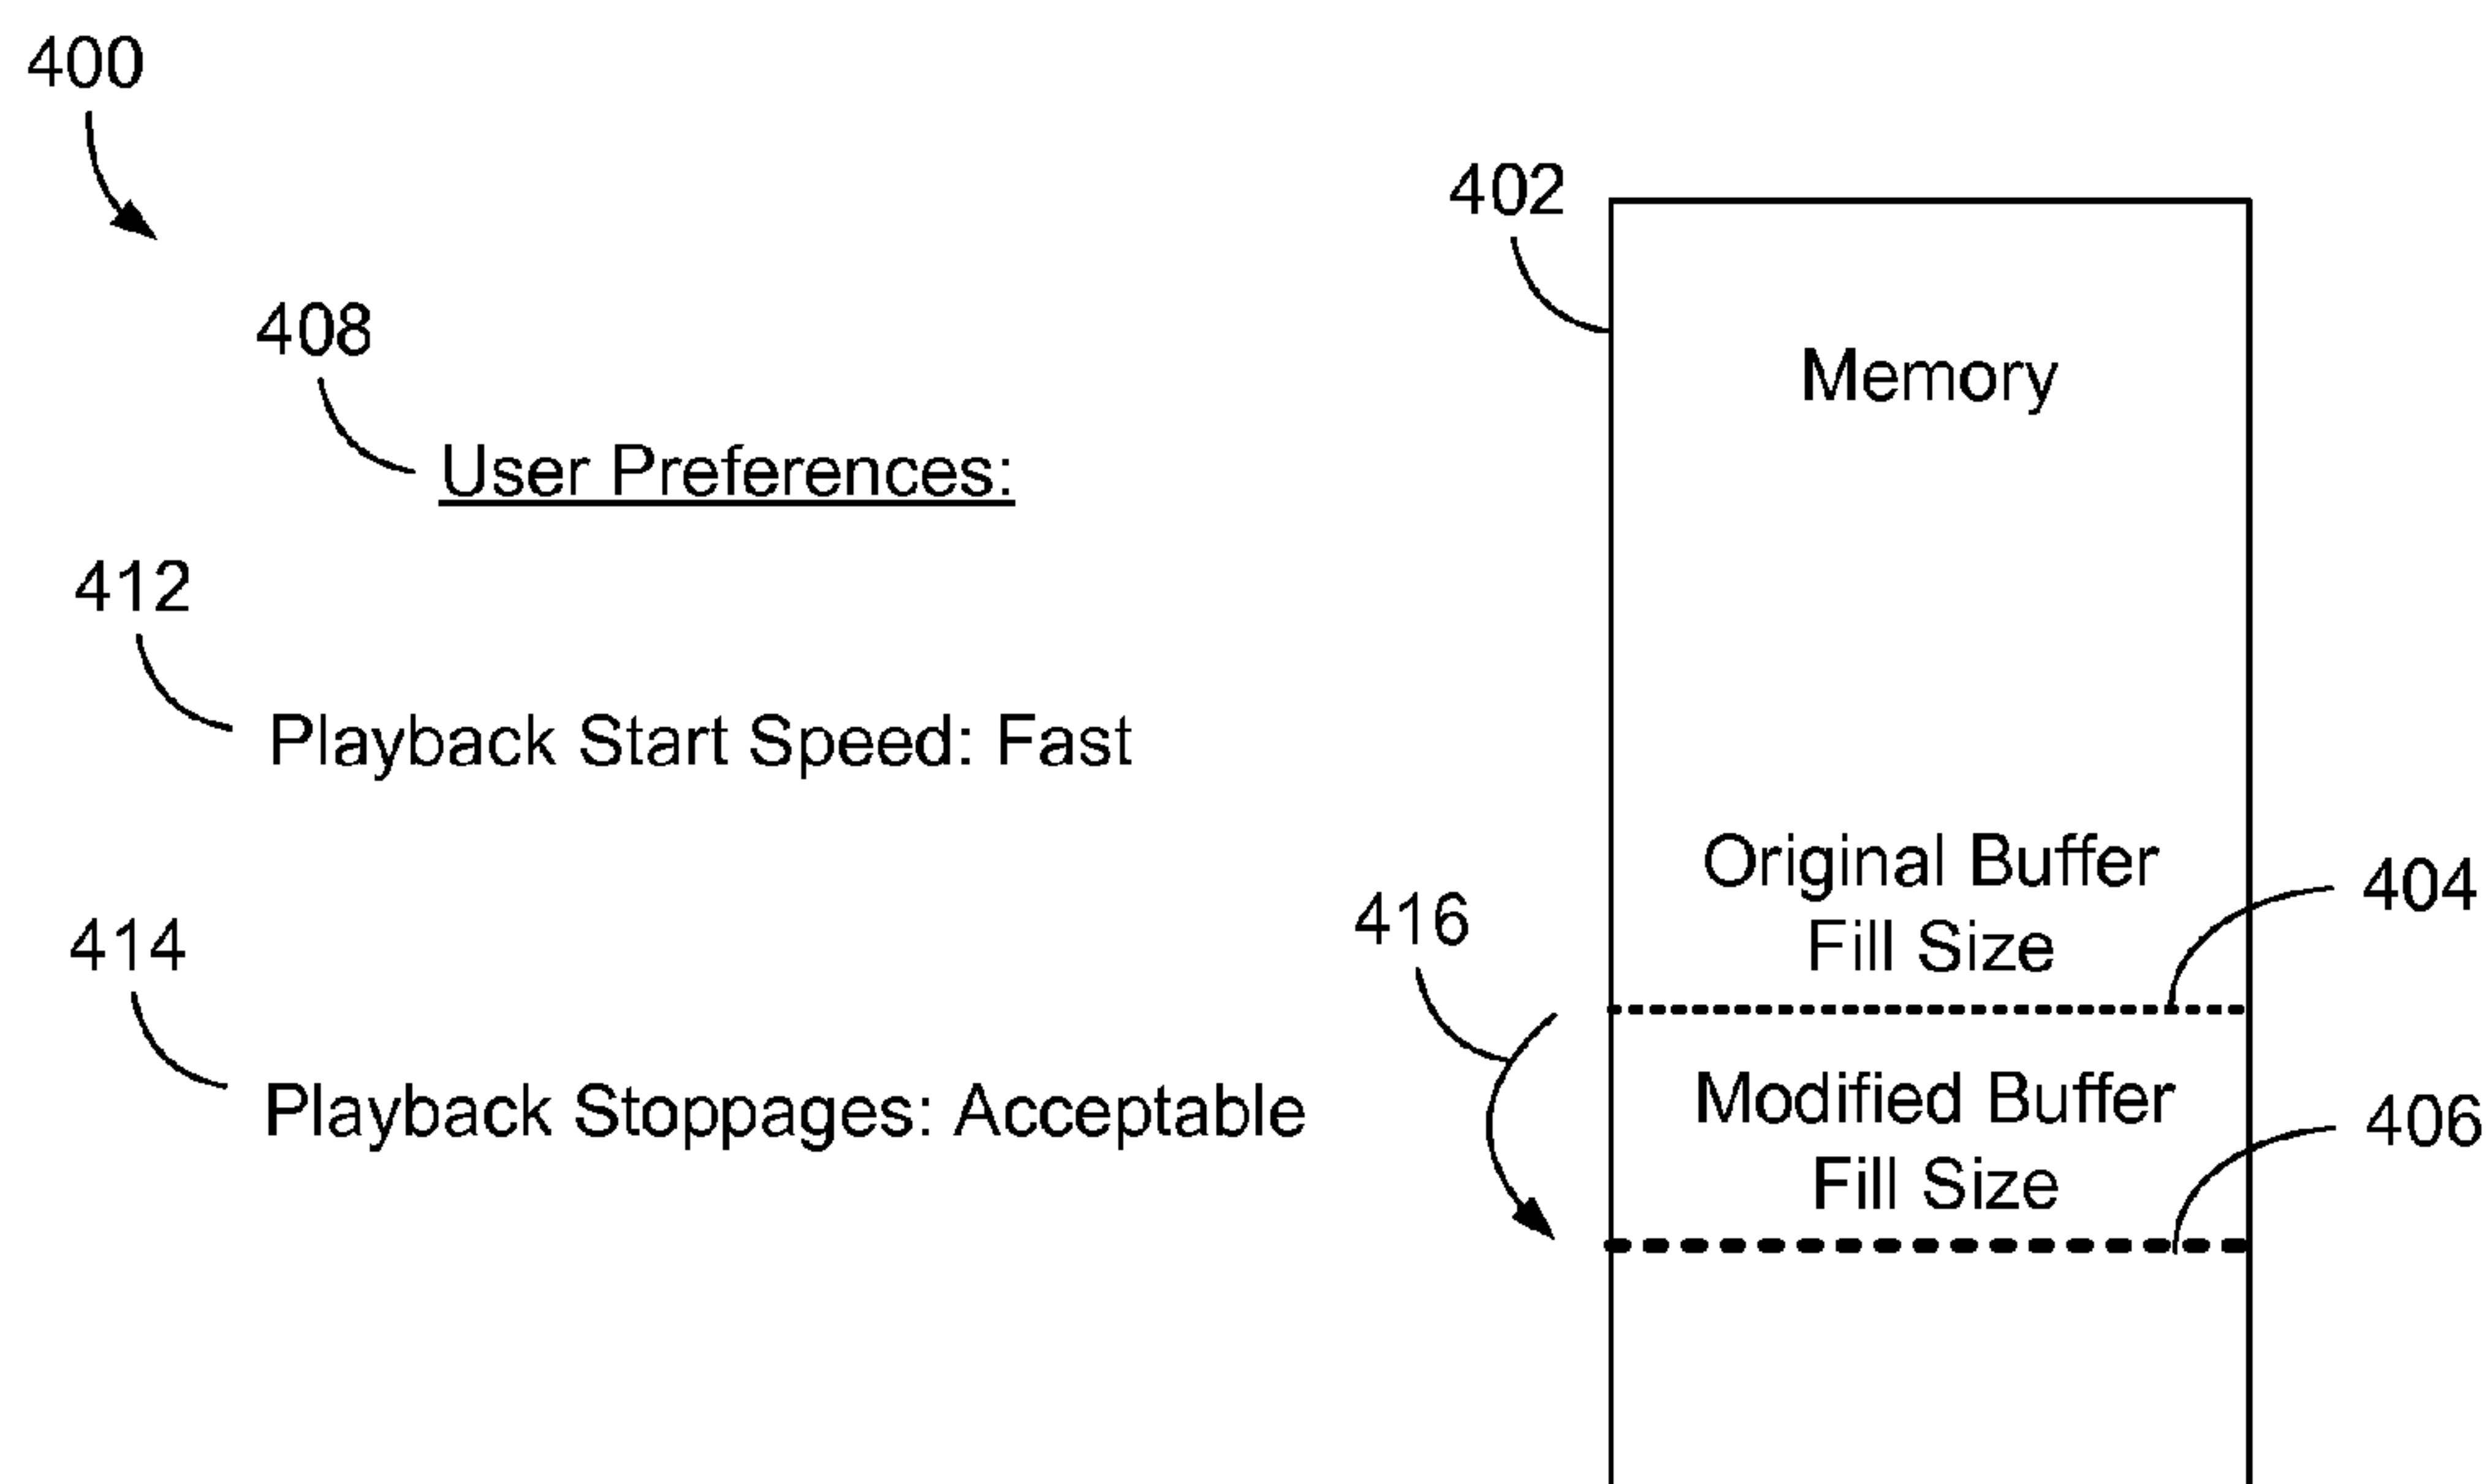 400
402
408
Memory
User Preferences:
412
Playback Start Speed: Fast
Original Buffer
Fill Size
404
416
414
Modified Buffer
Fill Size
406
Playback Stoppages: Acceptable